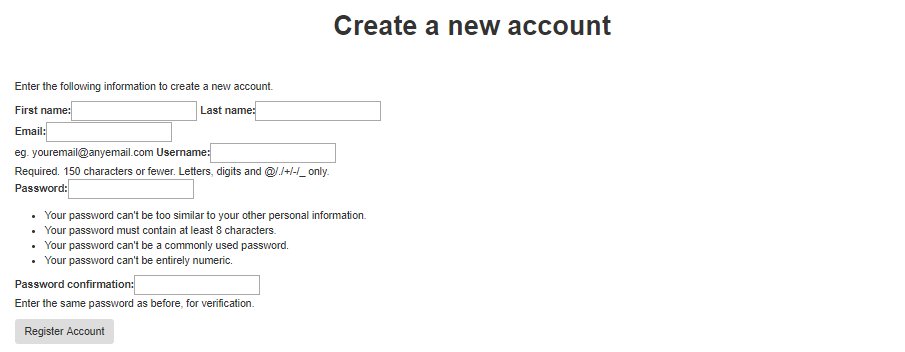 Create a new account
Enter the following information to create a new account.
First name: Last name:
Email:
eg. youremail@anyemail.com Username:
Required. 150 characters or fewer. Letters, digits and @/./+/-/_ only.
Password:
• Your password can't be too similar to your other personal information.
• Your password must contain at least 8 characters.
• Your password can't be a commonly used password.
• Your password can't be entirely numeric.
Password confirmation:
Enter the same password as before, for verification.
Register Account